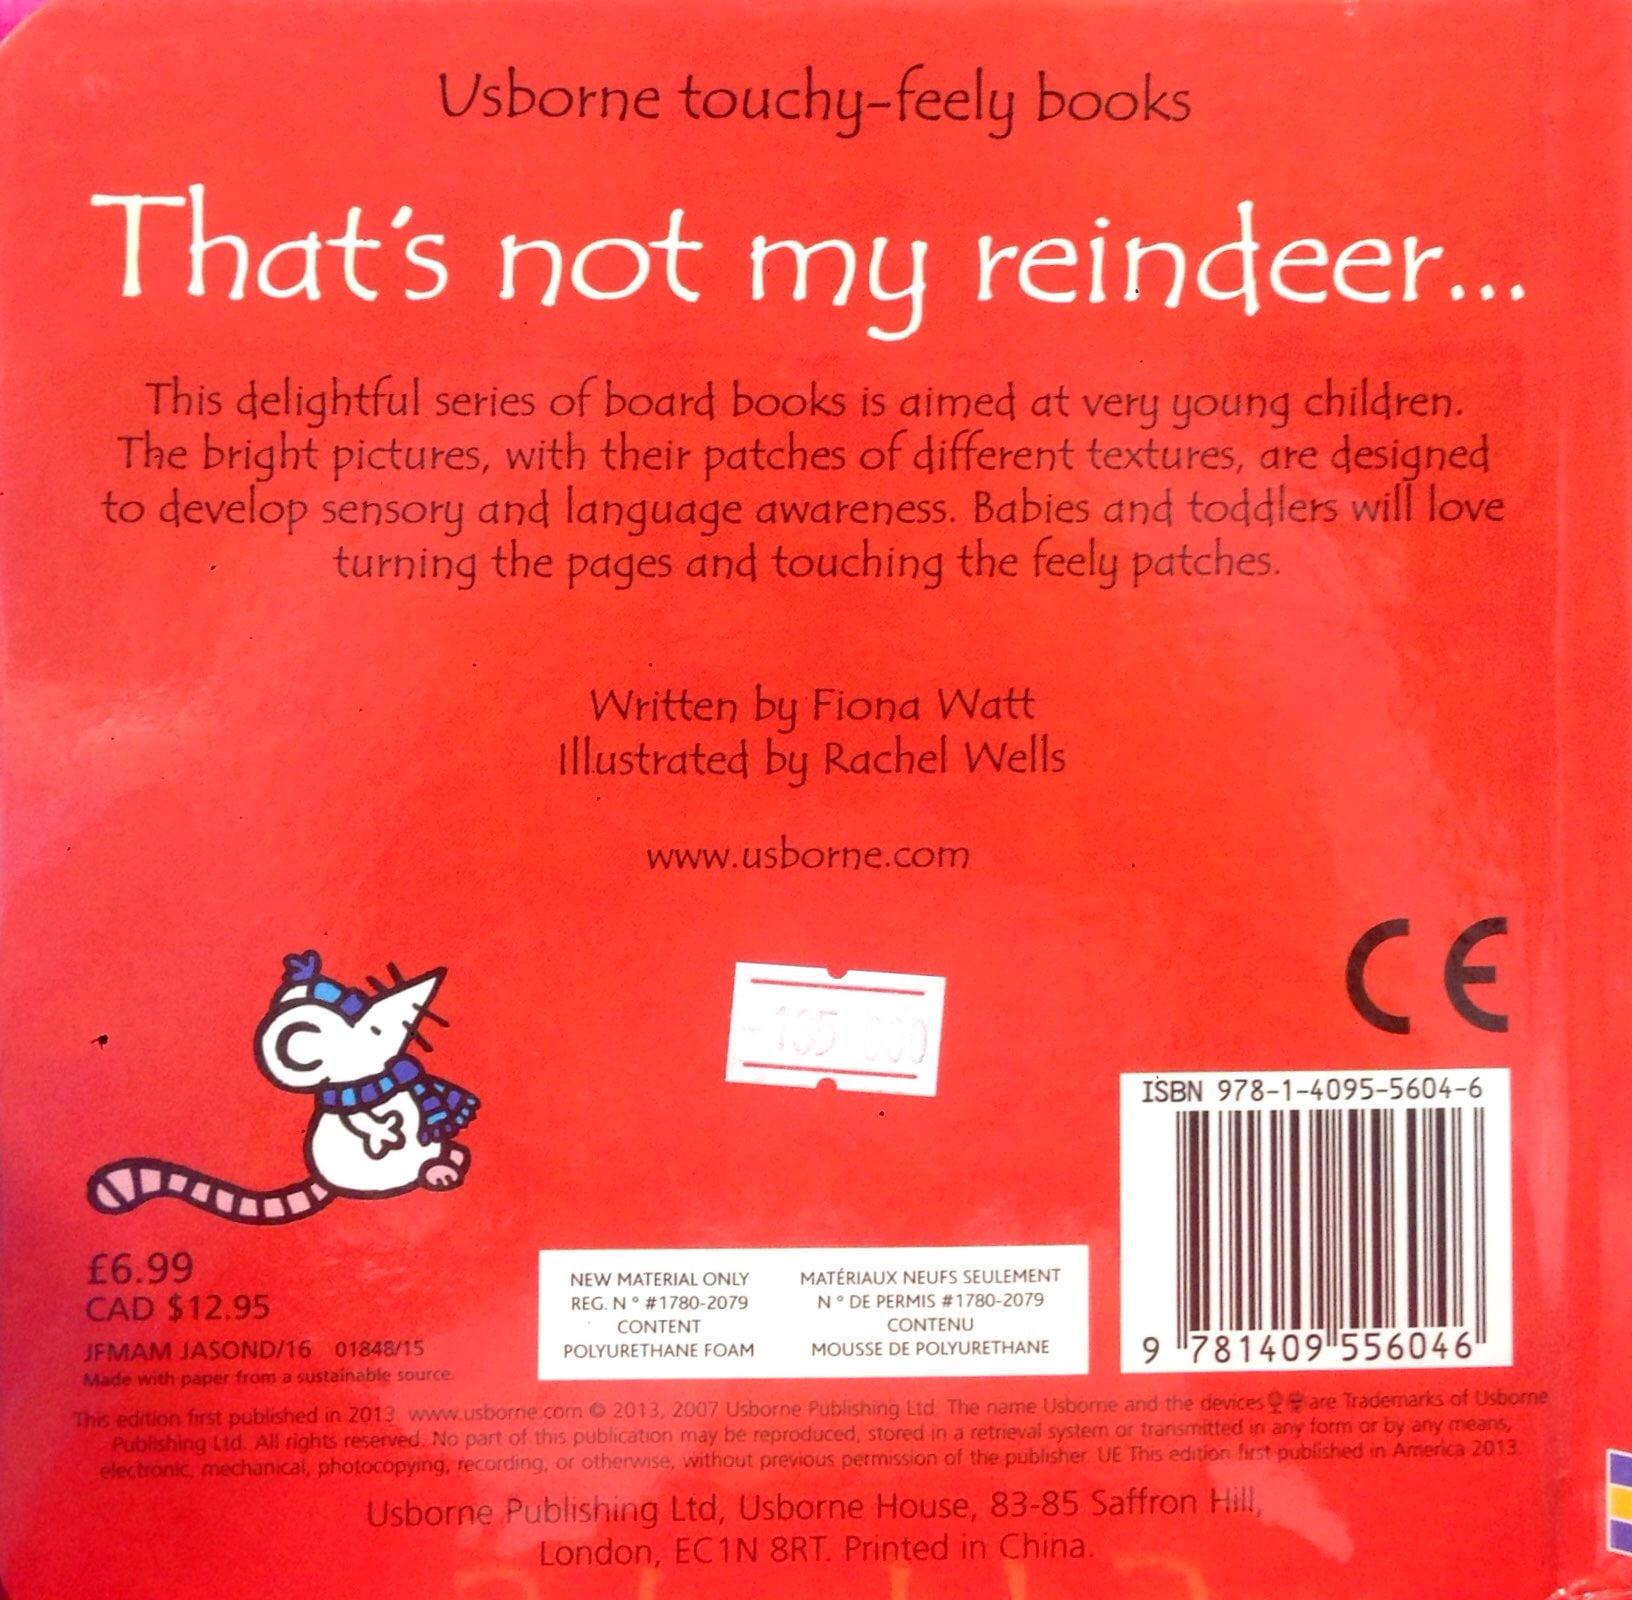 Usborne touchy-feely books
That's not my reindeer...
This delightful series of board books is aimed at very young children.
The bright pictures, with their patches of different textures, are designed
to develop sensory and language awareness. Babies and toddlers will love
turning the pages and touching the feely patches.
Written by Fiona Watt
Illustrated by Rachel Wells
www.usborne.com
CE
ISBN 978-1-4095-5604-6
9 781409 556046
£6.99
CAD $12.95
JFMAM JASOND/16 01848/15
Made with paper from a sustainable source.
NEW MATERIAL ONLY
REG. N° #1780-2079
CONTENT
POLYURETHANE FOAM
MATÉRIAUX NEUFS SEULEMENT
N° DE PERMIS #1780-2079
CONTENU
MOUSSE DE POLYURETHANE
This edition first published in 2013 www.usborne.com © 2013, 2007 Usborne Publishing Ltd. The name Usborne and the devices are Trademarks of Usborne
Publishing Ltd. All rights reserved. No part of this publication may be reproduced, stored in a retrieval system or transmitted in any form or by any means,
electronic, mechanical, photocopying, recording, or otherwise, without previous permission of the publisher. UE This edition first published in America 2013.
Usborne Publishing Ltd, Usborne House, 83-85 Saffron Hill,
London, EC1N 8RT. Printed in China.